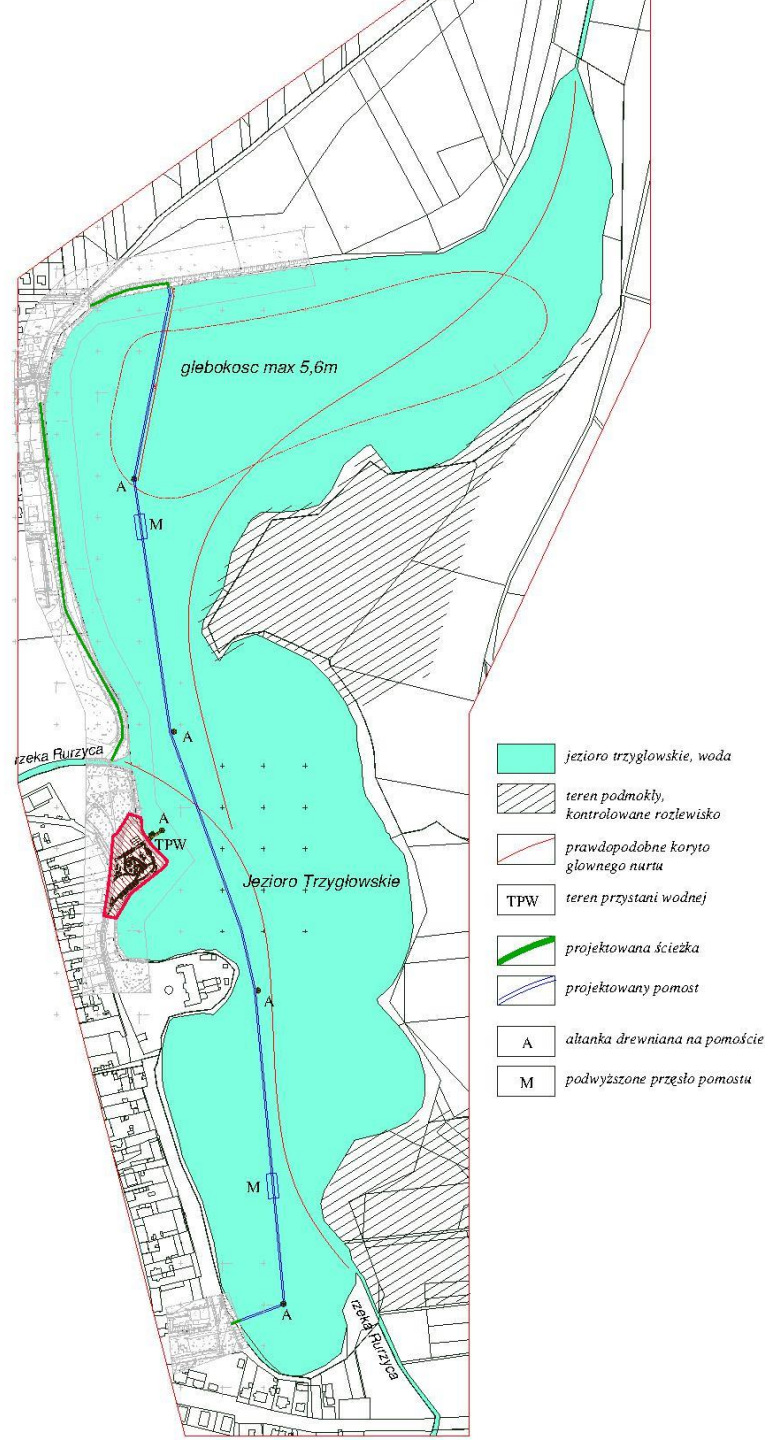 glebokosc max 5,6m
A
M
A
rzeka Rurzyca
A
TPW
Jezioro Trzygłowskie
A
M
A
rzeka Rurzyca
jezioro trzyglowskie, woda
teren podmokly,
kontrolowane rozlewisko
prawdopodobne koryto
glownego nurtu
TPW
teren przystani wodnej
projektowana ścieżka
projektowany pomost
A
altanka drewniana na pomoście
M
podwyższone przęsło pomostu